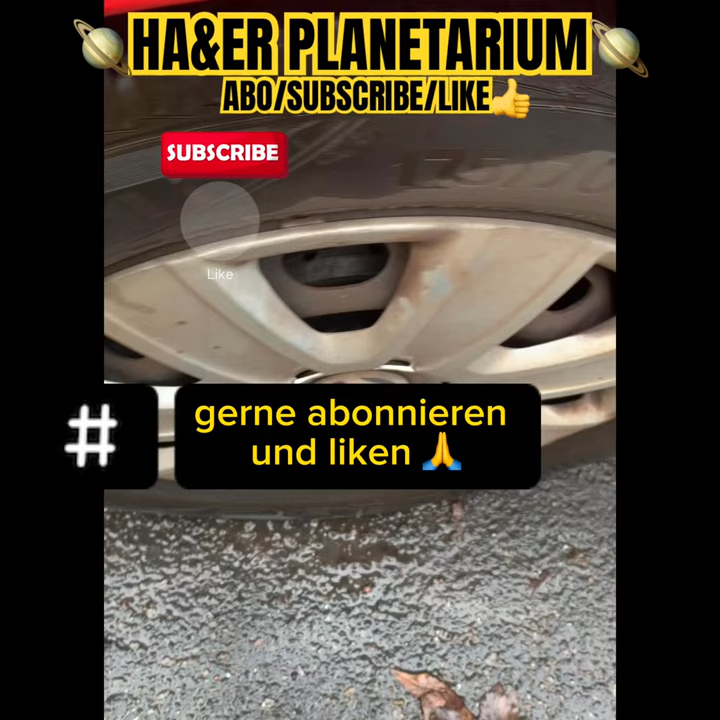 HA&ER PLANETARIUM
ABO/SUBSCRIBE/LIKE
SUBSCRIBE
Like
#
gerne abonnieren
und liken 🙏